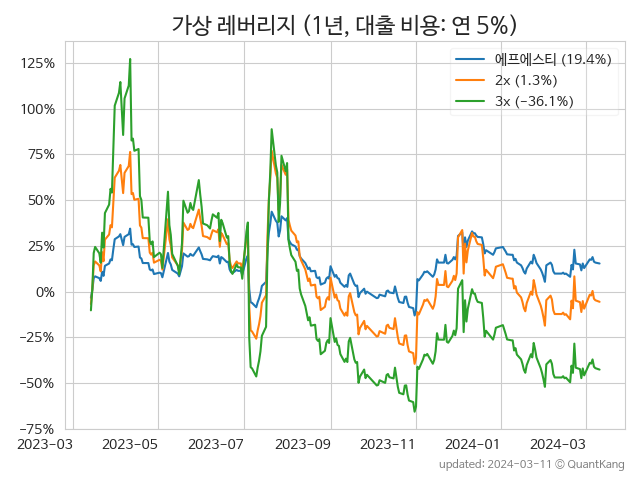 가상 레버리지 (1년, 대출 비용: 연 5%)
에프에스티 (19.4%)
2x (1.3%)
3x (−36.1%)
125%
100%
75%
50%
25%
0%
−25%
−50%
−75%
2023-03 2023-05 2023-07 2023-09 2023-11 2024-01 2024-03
updated: 2024-03-11 © QuantKang